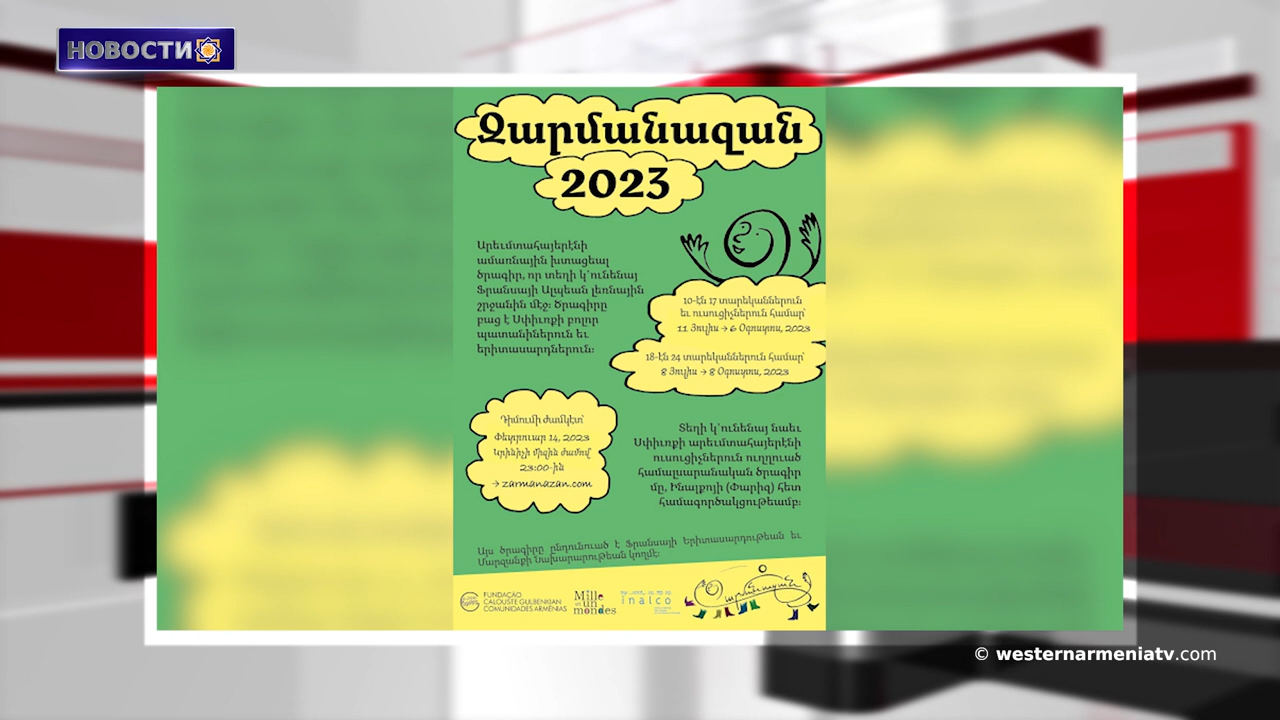 НОВОСТИ
Զարմանազան
2023
Արեւմտահայերէնի
ամառնային խտացեալ
ծրագիր, որ տեղի կ՚ունենայ
Ֆրանսայի Ալպեան լեռնային
շրջանին մէջ։ Ծրագիրը
բաց է Սփիւռքի բոլոր
պատանիներուն եւ
երիտասարդներուն։
10-էն 17 տարեկաններուն
եւ ուսուցիչներուն համար՝
11 Յուլիս → 6 Օգոստոս, 2023
18-էն 24 տարեկաններուն համար՝
8 Յուլիս → 8 Օգոստոս, 2023
Դիմումի ժամկէտ՝
Փետրուար 14, 2023
Կրինիչի միջին ժամով
23:00-ին
→ zarmanazan.com
Տեղի կ՚ունենայ նաեւ
Սփիւռքի արեւմտահայերէնի
ուսուցիչներուն ուղղուած
համալսարանական ծրագիր
մը, Ինալքոյի (Փարիզ) հետ
համագործակցութեամբ։
Այս ծրագիրը ընդունուած է Ֆրանսայի Երիտասարդութեան եւ
Մարզանքի Նախարարութեան կողմէ։
FUNDAÇÃO
CALOUSTE GULBENKIAN
COMUNIDADES ARMÉNIAS
Mille
et un
mondes
inalco
Զարմանազան
© westernarmeniatv.com